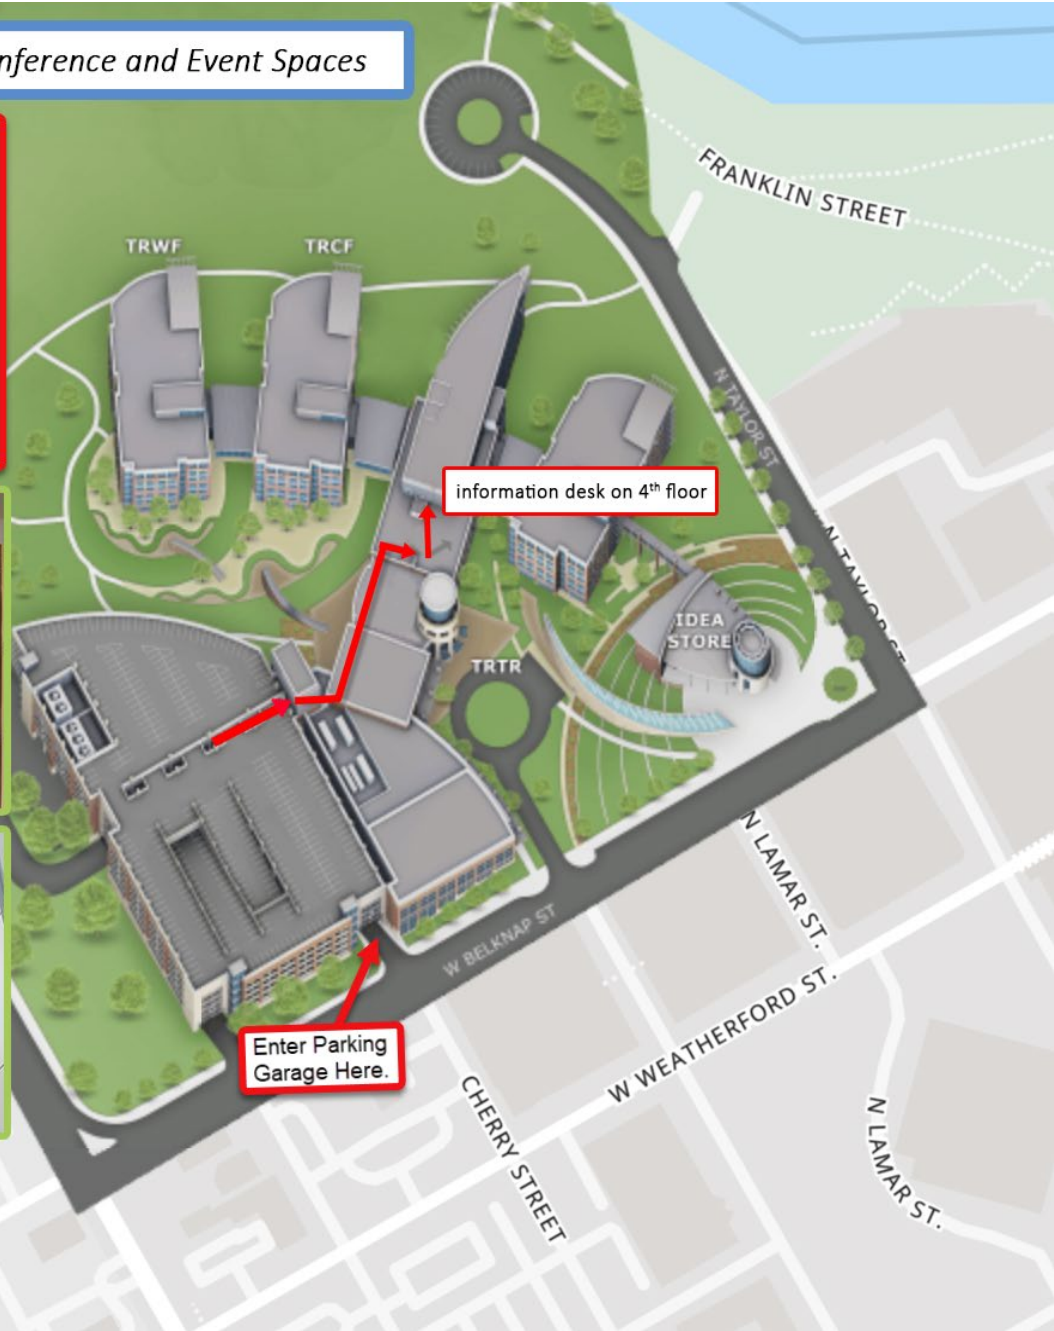 nference and Event Spaces
FRANKLIN STREET
TRWF
TRCF
N TAYLOR ST
information desk on 4th floor
N TAYLOR ST.
IDEA
STORE
TRTR
N LAMAR ST.
W BELKNAP ST
W WEATHERFORD ST.
Enter Parking
Garage Here.
CHERRY STREET
N LAMAR ST.